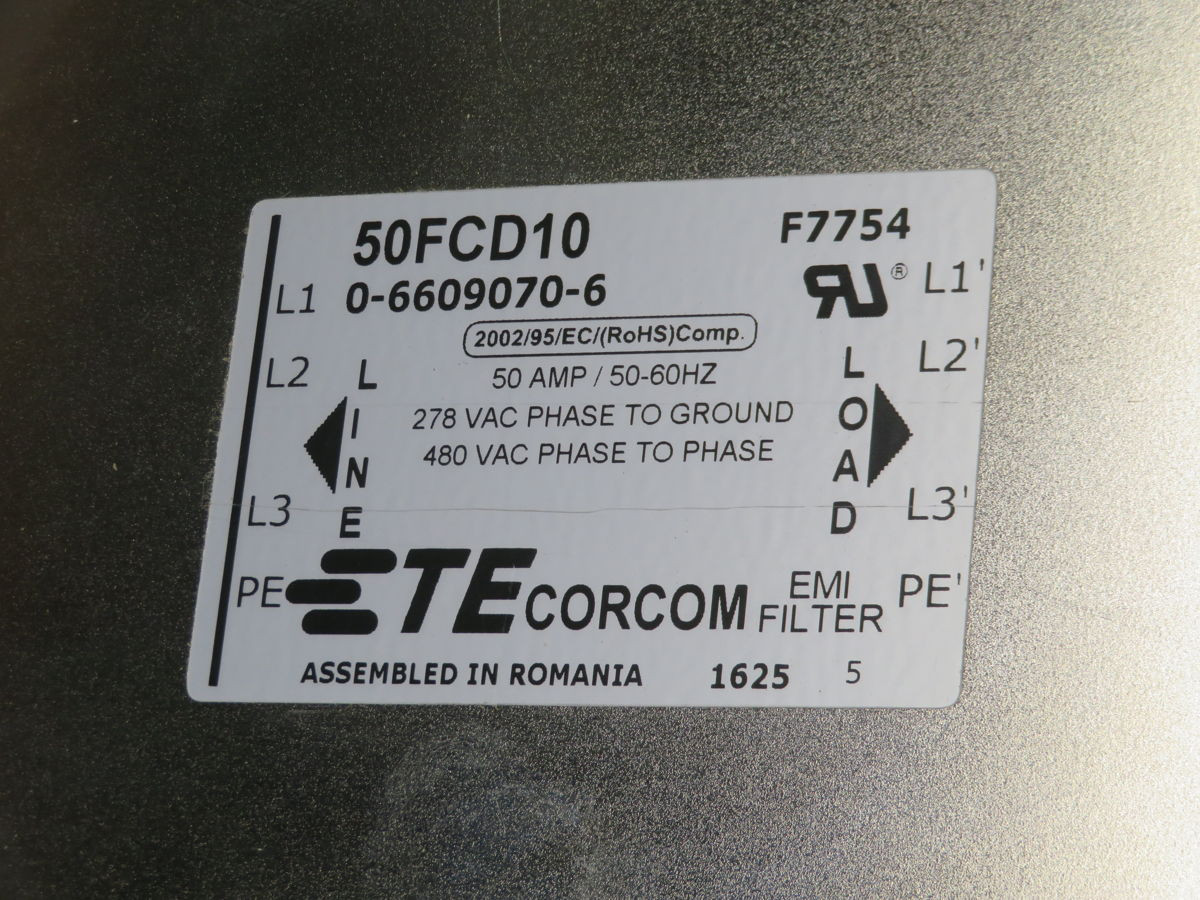 50FCD10 F7754
L1 0-6609070-6 ® L1'
2002/95/EC/(RoHS)Comp.
L2 50 AMP / 50-60HZ L2'
LINE
278 VAC PHASE TO GROUND
480 VAC PHASE TO PHASE
LOAD
L3 L3'
PE TE CORCOM EMI FILTER PE'
ASSEMBLED IN ROMANIA 1625 5